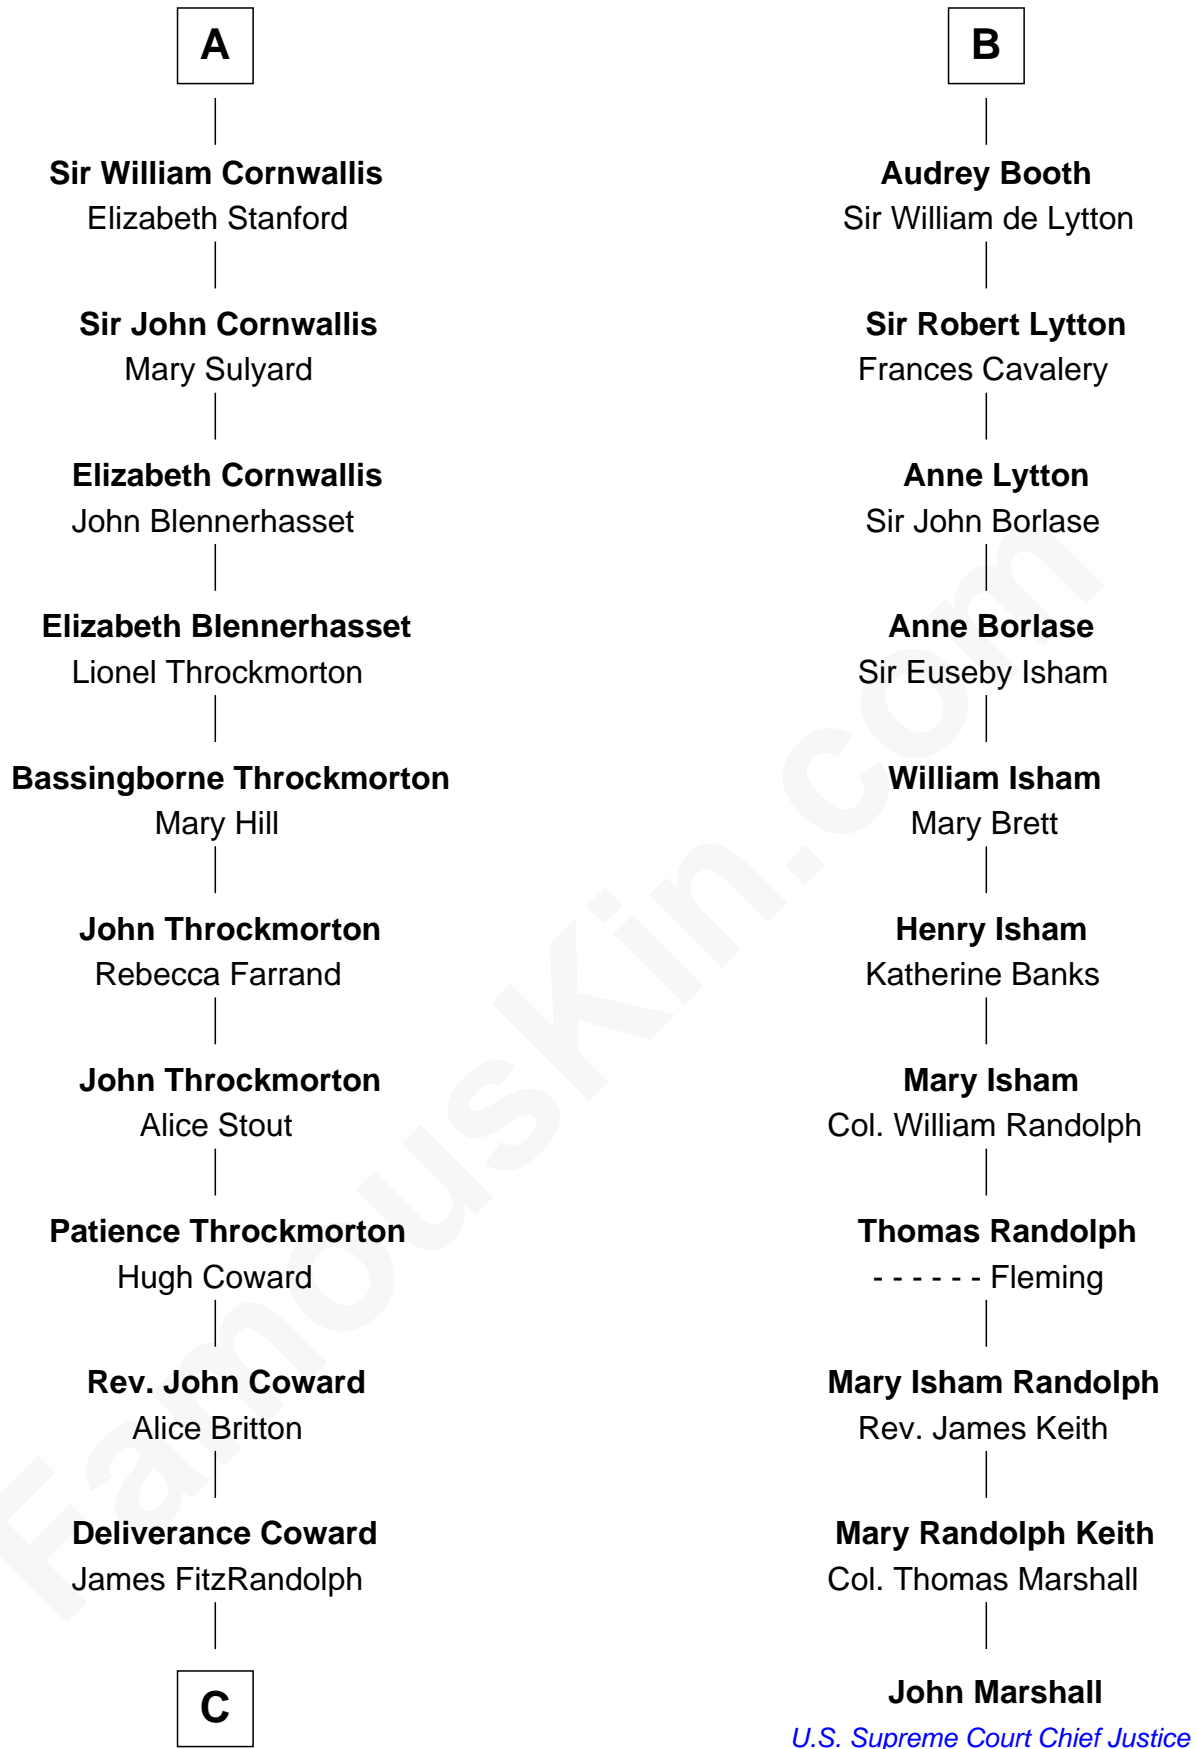 A
Sir William Cornwallis
Elizabeth Stanford
Sir John Cornwallis
Mary Sulyard
Elizabeth Cornwallis
John Blennerhasset
Elizabeth Blennerhasset
Lionel Throckmorton
Bassingborne Throckmorton
Mary Hill
John Throckmorton
Rebecca Farrand
John Throckmorton
Alice Stout
Patience Throckmorton
Hugh Coward
Rev. John Coward
Alice Britton
Deliverance Coward
James FitzRandolph
C
B
Audrey Booth
Sir William de Lytton
Sir Robert Lytton
Frances Cavalery
Anne Lytton
Sir John Borlase
Anne Borlase
Sir Euseby Isham
William Isham
Mary Brett
Henry Isham
Katherine Banks
Mary Isham
Col. William Randolph
Thomas Randolph
- - - - - - Fleming
Mary Isham Randolph
Rev. James Keith
Mary Randolph Keith
Col. Thomas Marshall
John Marshall
U.S. Supreme Court Chief Justice
FamousKin.com